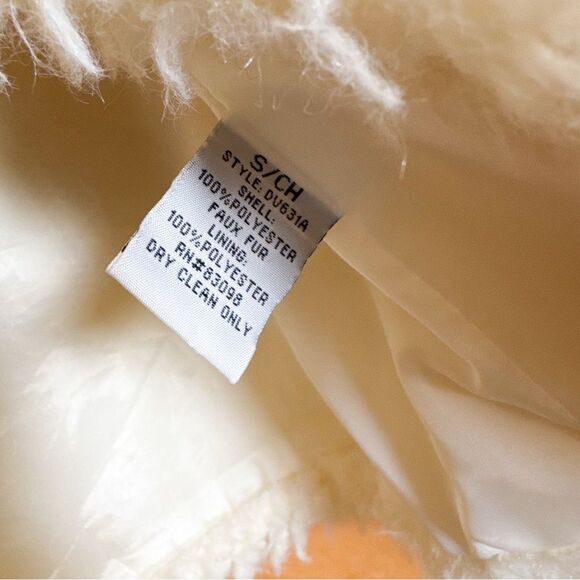 S/CH
STYLE: DV631A
SHELL:
100%POLYESTER
FAUX FUR
LINING:
100%POLYESTER
RN#63098
DRY CLEAN ONLY